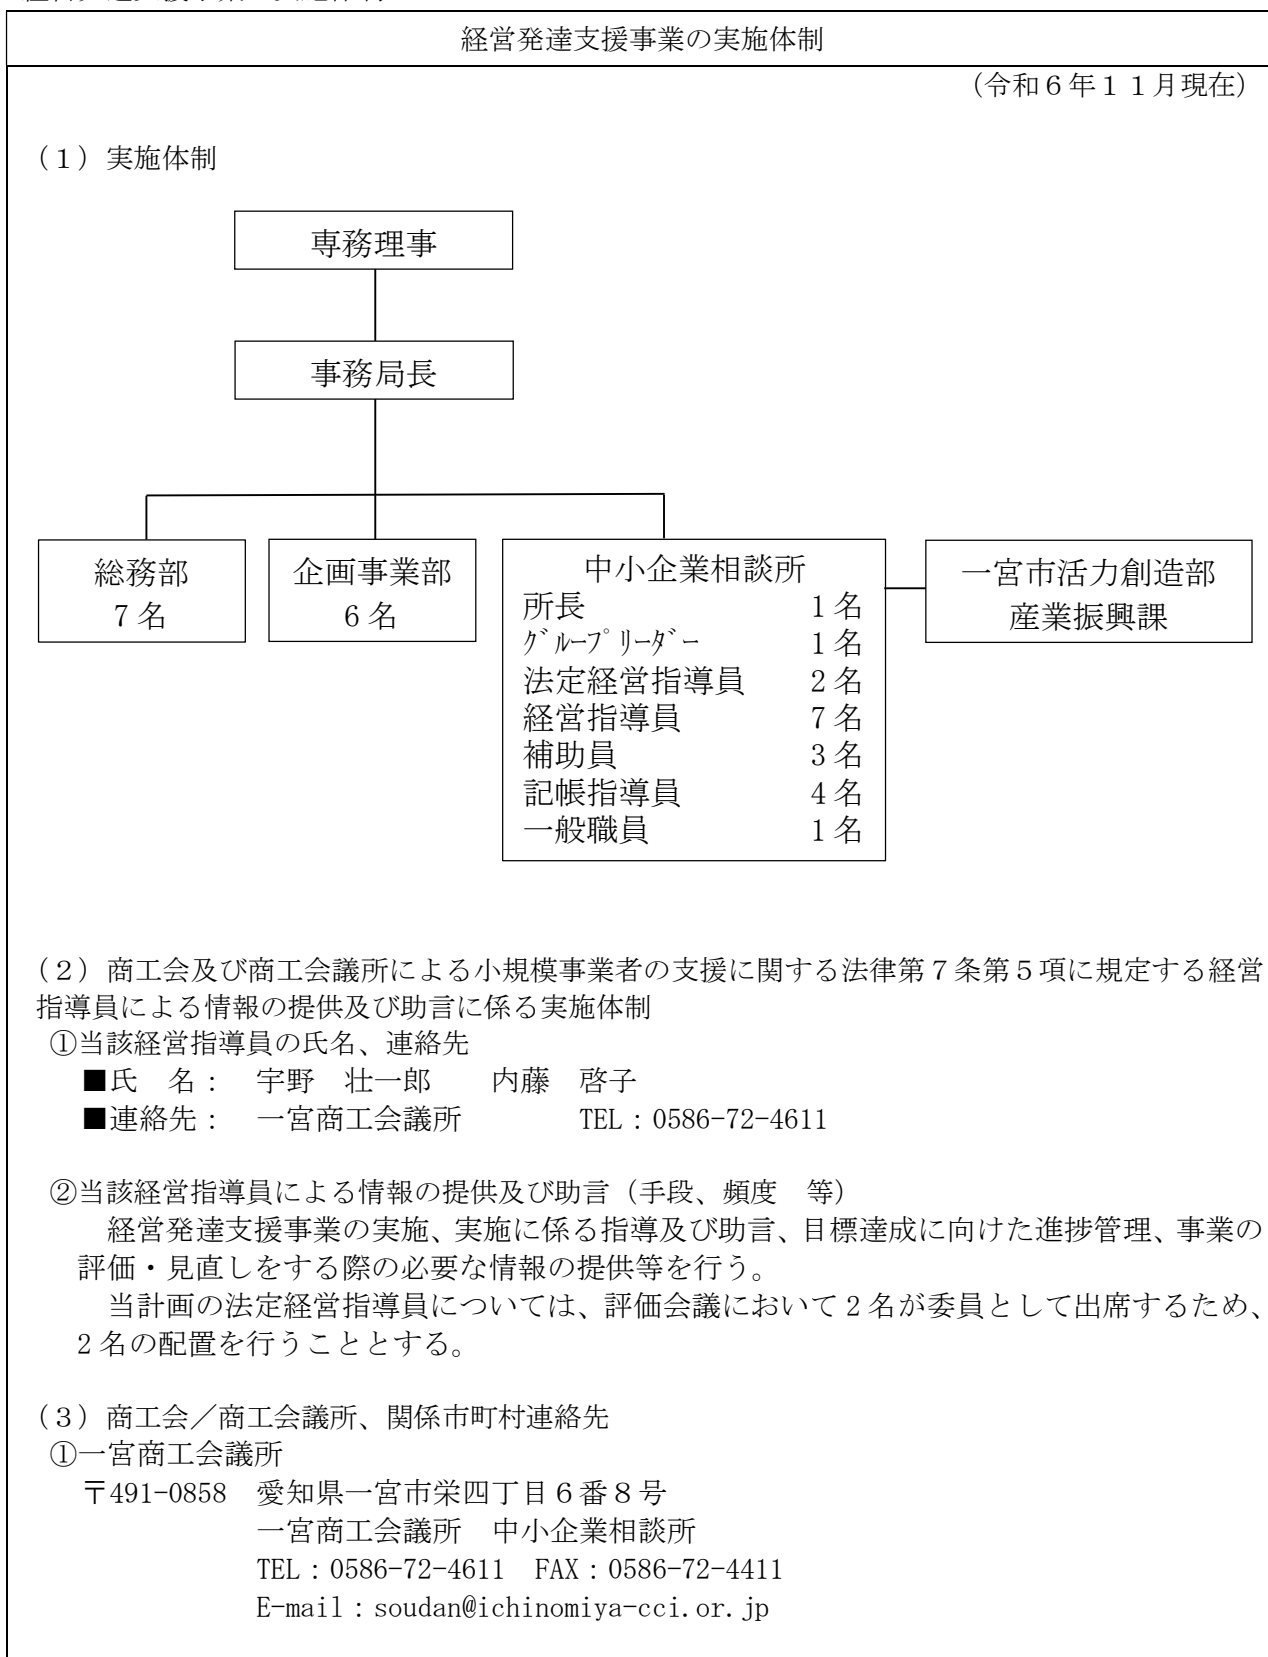 経営発達支援事業の実施体制
（令和６年１１月現在）
（１）実施体制
専務理事
事務局長
総務部
7名
企画事業部
6名
中小企業相談所
所長 1名
ｸﾞﾙｰﾌﾟﾘｰﾀﾞｰ 1名
法定経営指導員 2名
経営指導員 7名
補助員 3名
記帳指導員 4名
一般職員 1名
一宮市活力創造部
産業振興課
（２）商工会及び商工会議所による小規模事業者の支援に関する法律第７条第５項に規定する経営
指導員による情報の提供及び助言に係る実施体制
①当該経営指導員の氏名、連絡先
■氏　名：　宇野　壮一郎　　内藤　啓子
■連絡先：　一宮商工会議所　　　　TEL：0586-72-4611
②当該経営指導員による情報の提供及び助言（手段、頻度　等）
経営発達支援事業の実施、実施に係る指導及び助言、目標達成に向けた進捗管理、事業の
評価・見直しをする際の必要な情報の提供等を行う。
当計画の法定経営指導員については、評価会議において2名が委員として出席するため、
2名の配置を行うこととする。
（３）商工会／商工会議所、関係市町村連絡先
①一宮商工会議所
〒491-0858　愛知県一宮市栄四丁目６番８号
一宮商工会議所　中小企業相談所
TEL：0586-72-4611　FAX：0586-72-4411
E-mail：soudan@ichinomiya-cci.or.jp